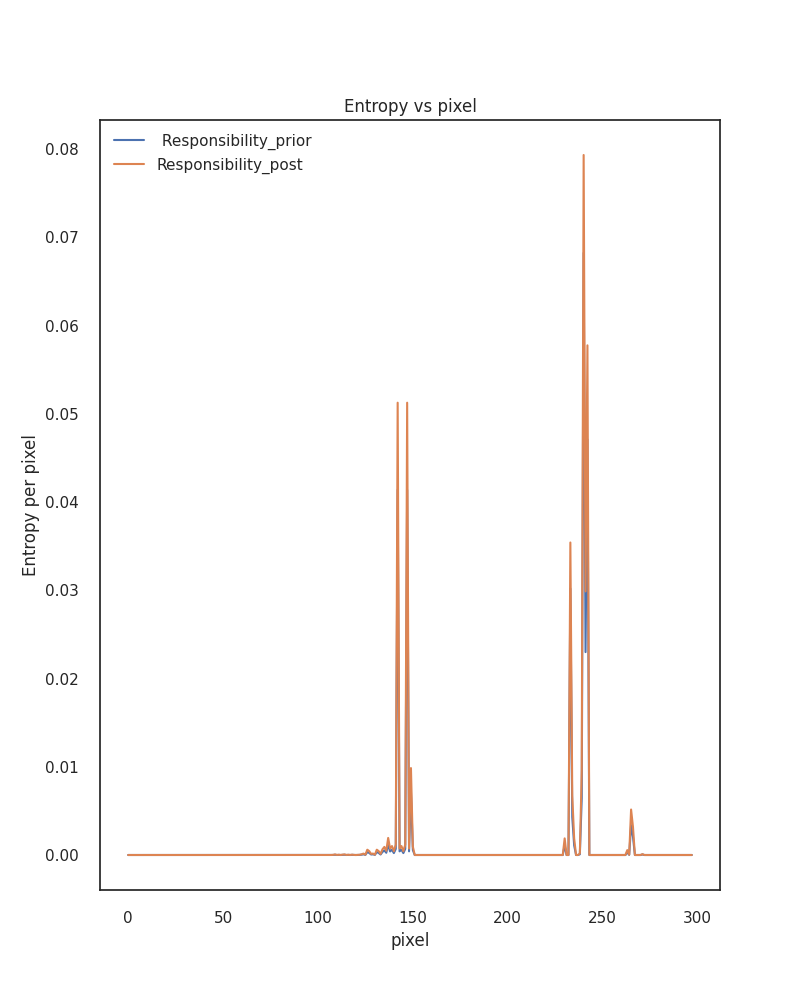 Entropy vs pixel
Responsibility_prior
Responsibility_post
0.08
0.07
0.06
0.05
0.04
0.03
0.02
0.01
0.00
Entropy per pixel
0 50 100 150 200 250 300
pixel